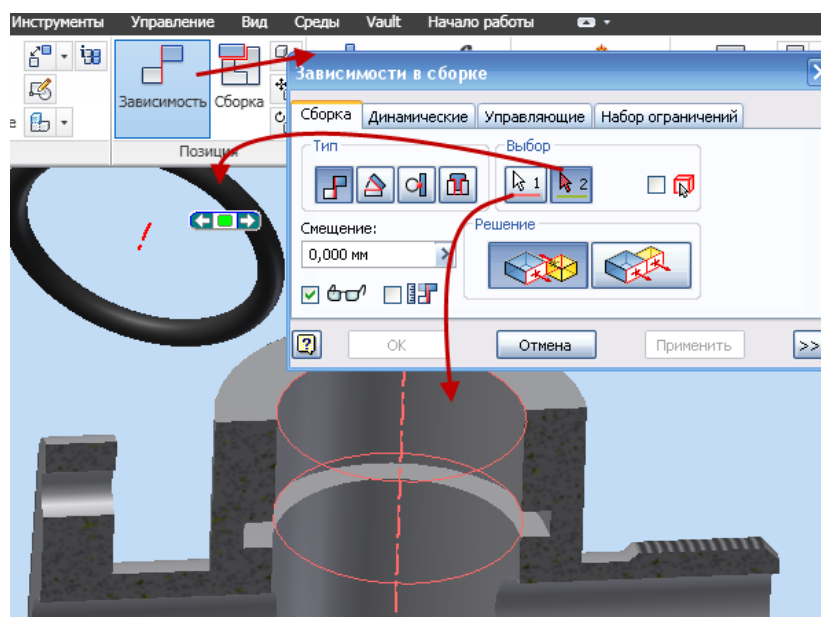 Инструменты Управление Вид Среды Vault Начало работы
Зависимость Сборка
е
Позиция
Зависимости в сборке
Сборка Динамические Управляющие Набор ограничений
Тип Выбор
1 2
Смещение: Решение
0,000 мм
ОК Отмена Применить >>